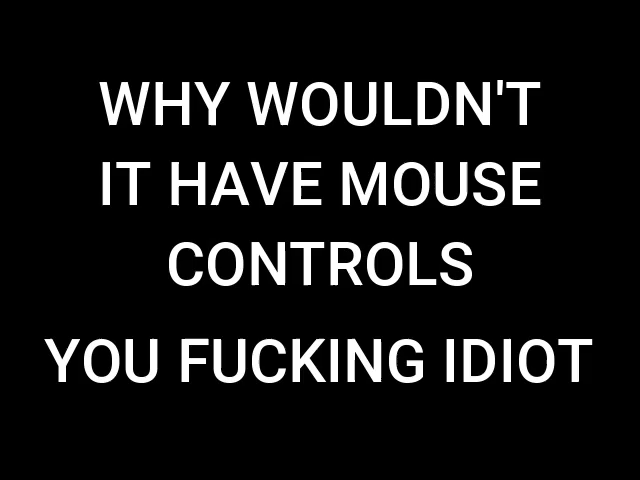 WHY WOULDN'T
IT HAVE MOUSE
CONTROLS
YOU FUCKING IDIOT